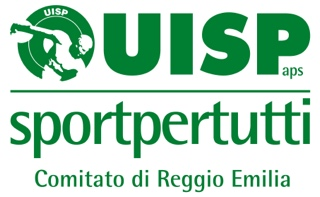 UISP
UISP aps
sportpertutti
Comitato di Reggio Emilia